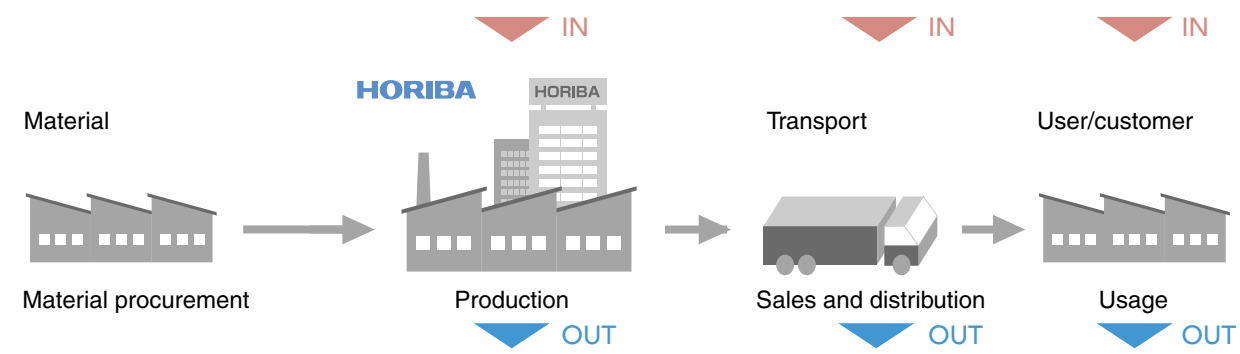 IN IN IN
HORIBA HORIBA
Material Transport User/customer
Material procurement Production Sales and distribution Usage
OUT OUT OUT